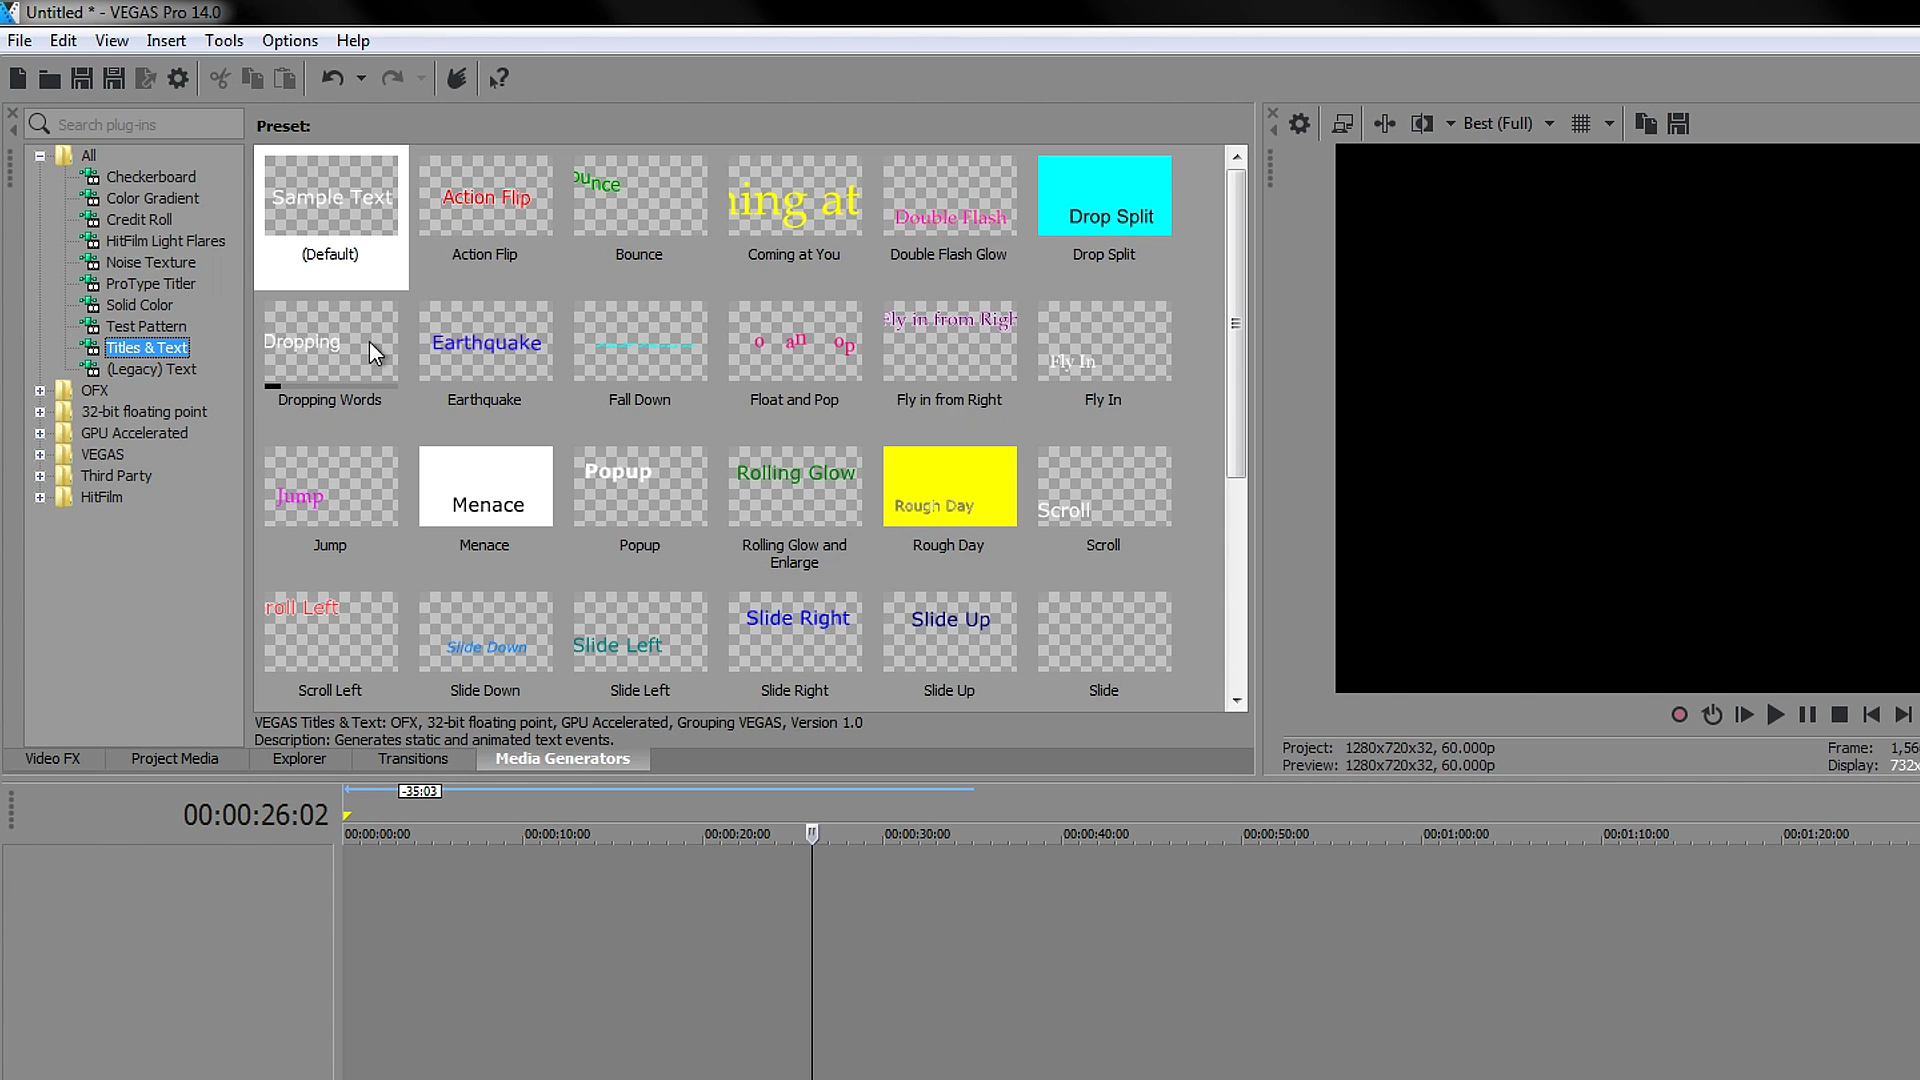 Untitled * - VEGAS Pro 14.0
File Edit View Insert Tools Options Help
Search plug-ins
Preset:
Best (Full)
All
Checkerboard
Color Gradient
Credit Roll
HitFilm Light Flares
Noise Texture
ProType Titler
Solid Color
Test Pattern
Titles & Text
(Legacy) Text
OFX
32-bit floating point
GPU Accelerated
VEGAS
Third Party
HitFilm
Sample Text
Action Flip
ounce
ning at
Double Flash
Drop Split
(Default)
Action Flip
Bounce
Coming at You
Double Flash Glow
Drop Split
Dropping
Earthquake
o an op
Fly in from Righ
Fly In
Dropping Words
Earthquake
Fall Down
Float and Pop
Fly in from Right
Fly In
Jump
Menace
Popup
Rolling Glow
Rough Day
Scroll
Jump
Menace
Popup
Rolling Glow and
Enlarge
Rough Day
Scroll
roll Left
Slide Down
Slide Left
Slide Right
Slide Up
Scroll Left
Slide Down
Slide Left
Slide Right
Slide Up
Slide
VEGAS Titles & Text: OFX, 32-bit floating point, GPU Accelerated, Grouping VEGAS, Version 1.0
Description: Generates static and animated text events.
Video FX Project Media Explorer Transitions Media Generators
Project: 1280x720x32, 60.000p
Preview: 1280x720x32, 60.000p
Frame: 1,56
Display: 732x
00:00:26:02
-35:03
00:00:00:00 00:00:10:00 00:00:20:00 00:00:30:00 00:00:40:00 00:00:50:00 00:01:00:00 00:01:10:00 00:01:20:00